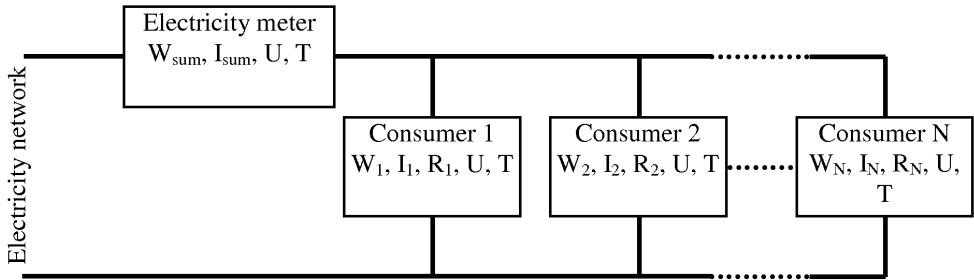 Electricity meter
W_sum, I_sum, U, T
Electricity network
Consumer 1
W_1, I_1, R_1, U, T
Consumer 2
W_2, I_2, R_2, U, T
Consumer N
W_N, I_N, R_N, U,
T